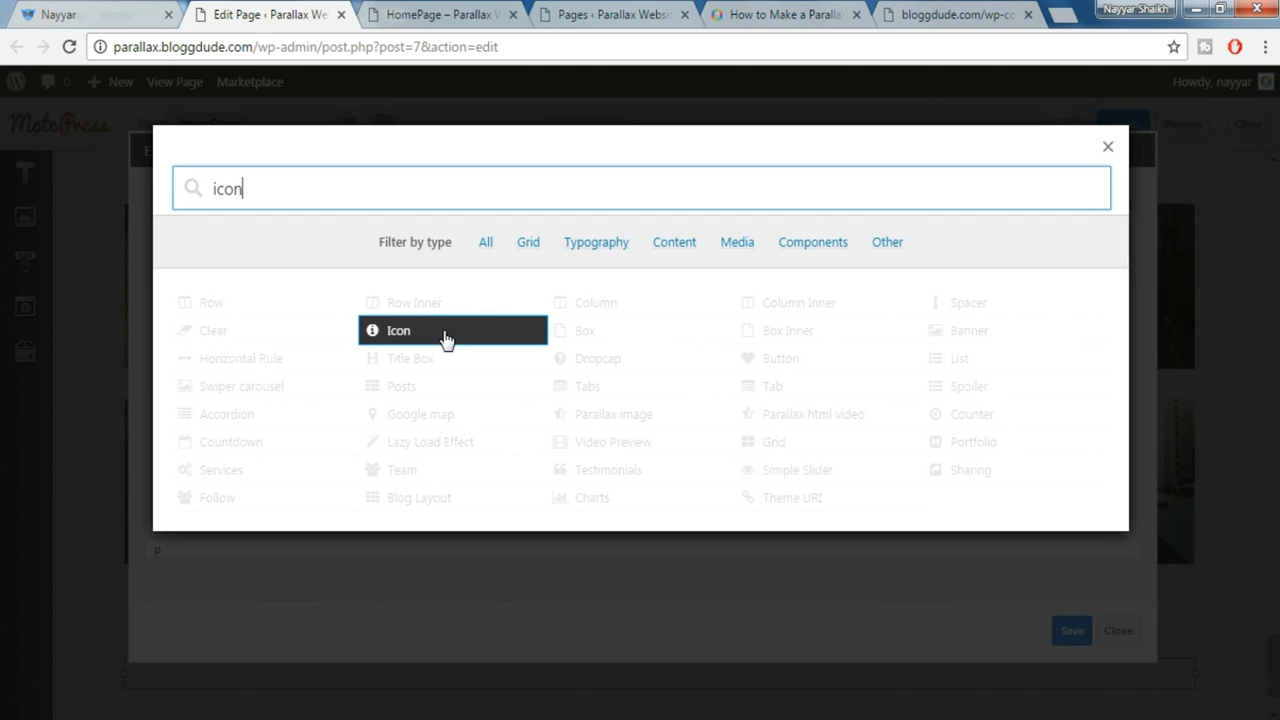 Nayyar
Edit Page ‹ Parallax We
HomePage – Parallax W
Pages ‹ Parallax Websit
How to Make a Paralla
bloggdude.com/wp-co
Nayyar Shaikh
parallax.bloggdude.com/wp-admin/post.php?post=7&action=edit
0 New View Page Marketplace Howdy, nayyar
MotoPress Preview Close
icon
Filter by type All Grid Typography Content Media Components Other
Row Row Inner Column Column Inner Spacer
Clear Icon Box Box Inner Banner
Horizontal Rule Title Box Dropcap Button List
Swiper carousel Posts Tabs Tab Spoiler
Accordion Google map Parallax image Parallax html video Counter
Countdown Lazy Load Effect Video Preview Grid Portfolio
Services Team Testimonials Simple Slider Sharing
Follow Blog Layout Charts Theme URI
p
Save Close